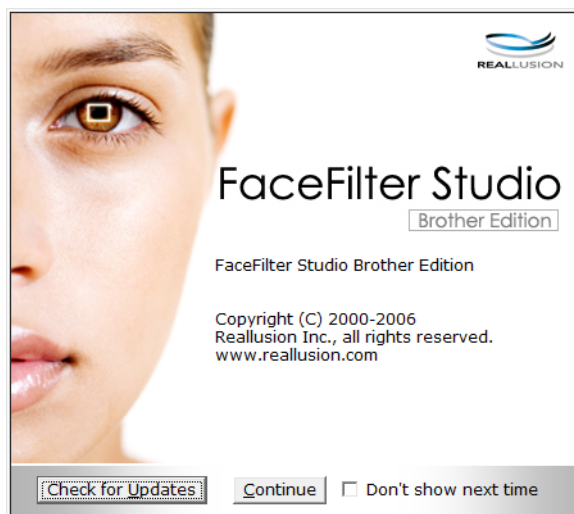 REALLUSION
FaceFilter Studio
Brother Edition
FaceFilter Studio Brother Edition
Copyright (C) 2000-2006
Reallusion Inc., all rights reserved.
www.reallusion.com
Check for Updates Continue Don't show next time